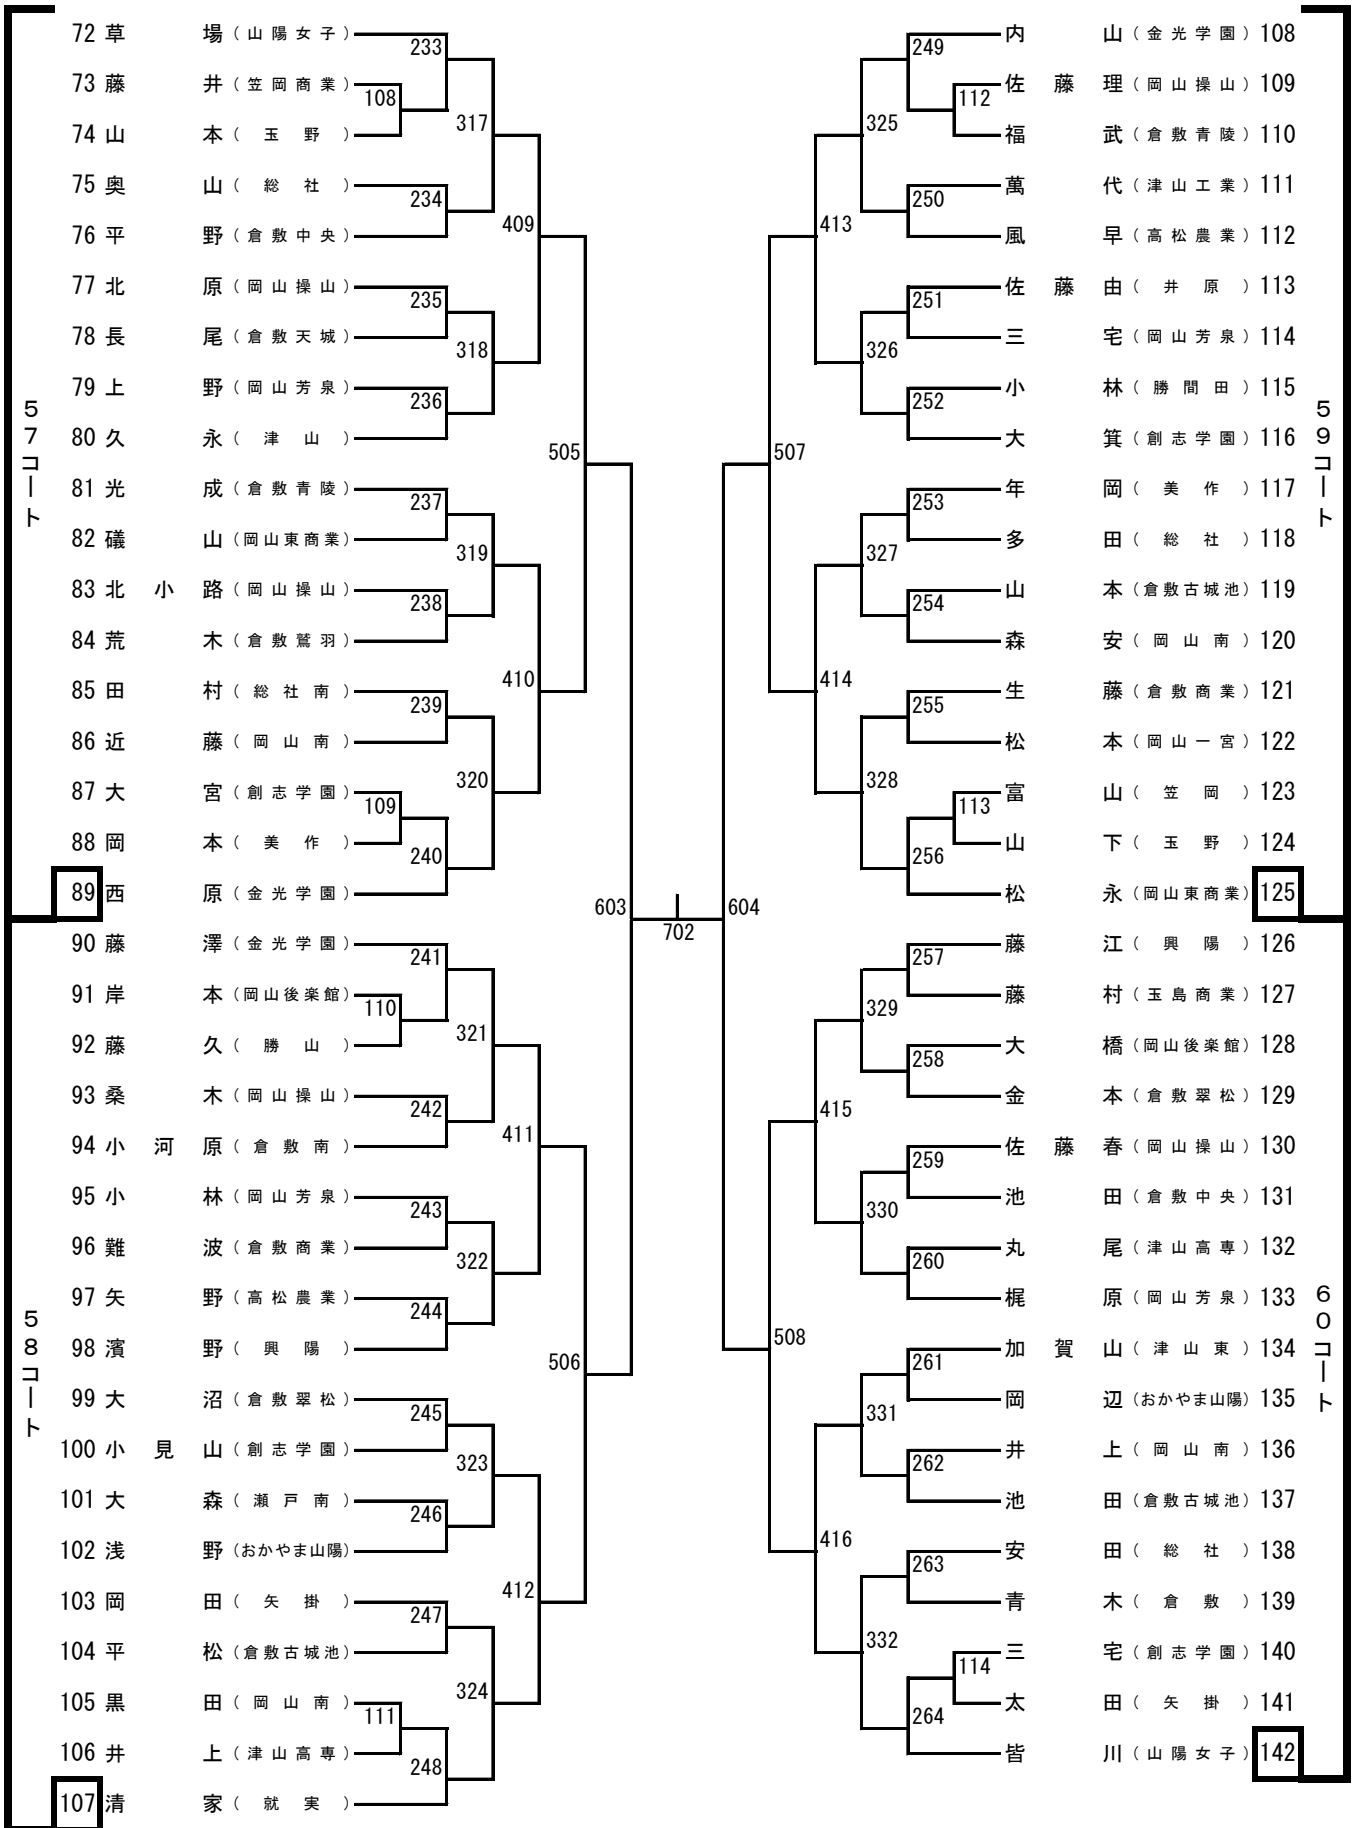 57コート
72 草場（山陽女子）
73 藤井（笠岡商業）
74 山本（玉野）
75 奥山（総社）
76 平野（倉敷中央）
77 北原（岡山操山）
78 長尾（倉敷天城）
79 上野（岡山芳泉）
80 久永（津山）
81 光成（倉敷青陵）
82 礒山（岡山東商業）
83 北小路（岡山操山）
84 荒木（倉敷鷲羽）
85 田村（総社南）
86 近藤（岡山南）
87 大宮（創志学園）
88 岡本（美作）
89 西原（金光学園）
58コート
90 藤澤（金光学園）
91 岸本（岡山後楽館）
92 藤久（勝山）
93 桑木（岡山操山）
94 小河原（倉敷南）
95 小林（岡山芳泉）
96 難波（倉敷商業）
97 矢野（高松農業）
98 濱野（興陽）
99 大沼（倉敷翠松）
100 小見山（創志学園）
101 大森（瀬戸南）
102 浅野（おかやま山陽）
103 岡田（矢掛）
104 平松（倉敷古城池）
105 黒田（岡山南）
106 井上（津山高専）
107 清家（就実）
108
109
110
111
233
234
235
236
237
238
239
240
241
242
243
244
245
246
247
248
317
318
319
320
321
322
323
324
409
410
411
412
505
506
603
702
604
507
508
413
414
415
416
325
326
327
328
329
330
331
332
249
250
251
252
253
254
255
256
257
258
259
260
261
262
263
264
112
113
114
59コート
内山（金光学園）108
佐藤理（岡山操山）109
福武（倉敷青陵）110
萬代（津山工業）111
風早（高松農業）112
佐藤由（井原）113
三宅（岡山芳泉）114
小林（勝間田）115
大箕（創志学園）116
年岡（美作）117
多田（総社）118
山本（倉敷古城池）119
森安（岡山南）120
生藤（倉敷商業）121
松本（岡山一宮）122
富山（笠岡）123
山下（玉野）124
松永（岡山東商業）125
60コート
藤江（興陽）126
藤村（玉島商業）127
大橋（岡山後楽館）128
金本（倉敷翠松）129
佐藤春（岡山操山）130
池田（倉敷中央）131
丸尾（津山高専）132
梶原（岡山芳泉）133
加賀山（津山東）134
岡辺（おかやま山陽）135
井上（岡山南）136
池田（倉敷古城池）137
安田（総社）138
青木（倉敷）139
三宅（創志学園）140
太田（矢掛）141
皆川（山陽女子）142